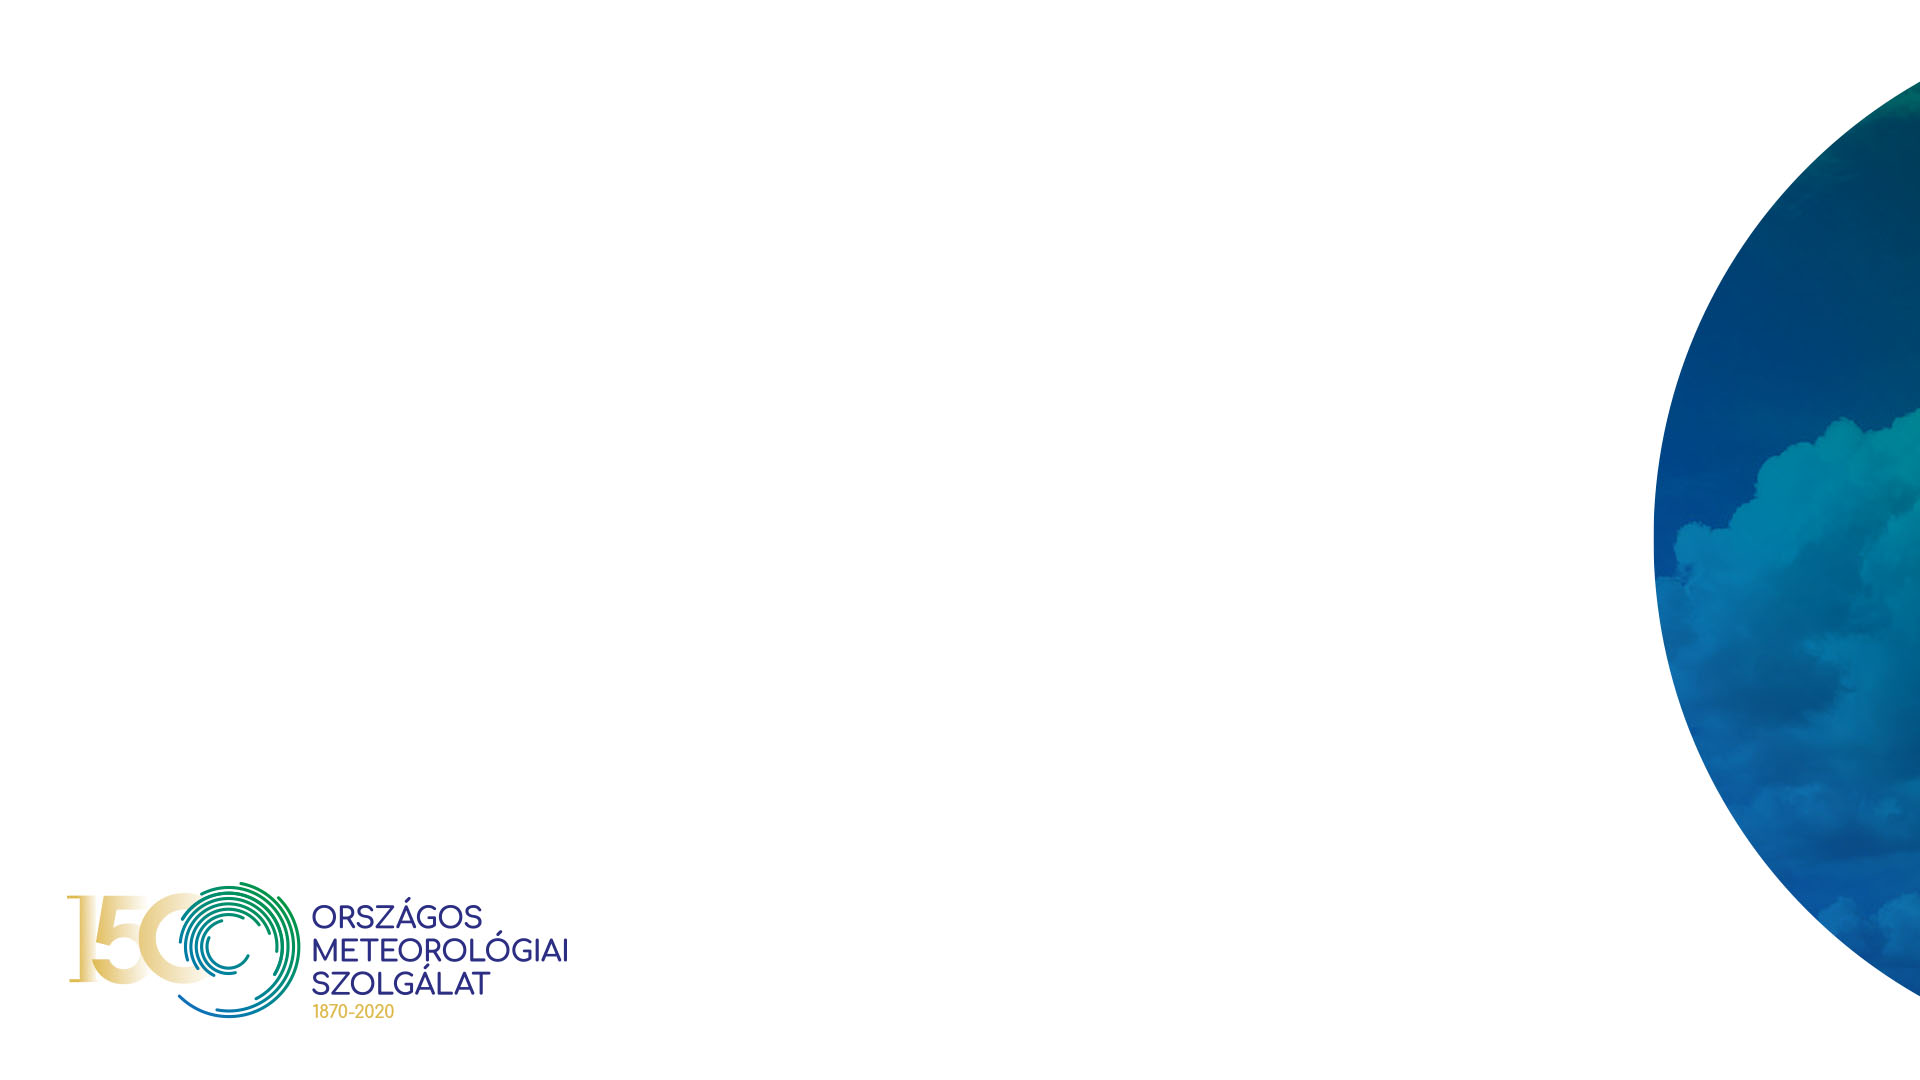 150
ORSZÁGOS
METEOROLÓGIAI
SZOLGÁLAT
1870-2020